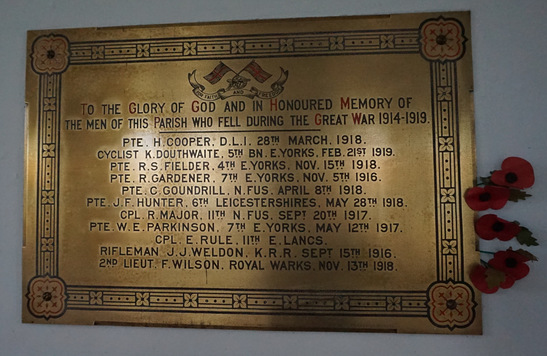 FOR FAITH AND FREEDOM
TO THE GLORY OF GOD AND IN HONOURED MEMORY OF
THE MEN OF THIS PARISH WHO FELL DURING THE GREAT WAR 1914-1919.
PTE. H. COOPER, D.L.I. 28TH MARCH, 1918.
CYCLIST K. DOUTHWAITE, 5TH BN. E. YORKS, FEB. 21ST 1919.
PTE. R.S. FIELDER, 4TH E. YORKS, NOV. 15TH 1918.
PTE. R. GARDENER, 7TH E. YORKS, NOV. 5TH 1916.
PTE. C. GOUNDRILL, N. FUS. APRIL 8TH 1918.
PTE. J.F. HUNTER, 6TH LEICESTERSHIRES, MAY 28TH 1918.
CPL. R. MAJOR, 11TH N. FUS. SEPT 20TH 1917.
PTE. W.E. PARKINSON, 7TH E. YORKS, MAY 12TH 1917.
CPL. E. RULE, 11TH E. LANCS.
RIFLEMAN, J.J. WELDON, K.R.R. SEPT 15TH 1916.
2ND LIEUT. F. WILSON, ROYAL WARKS, NOV. 13TH 1918.